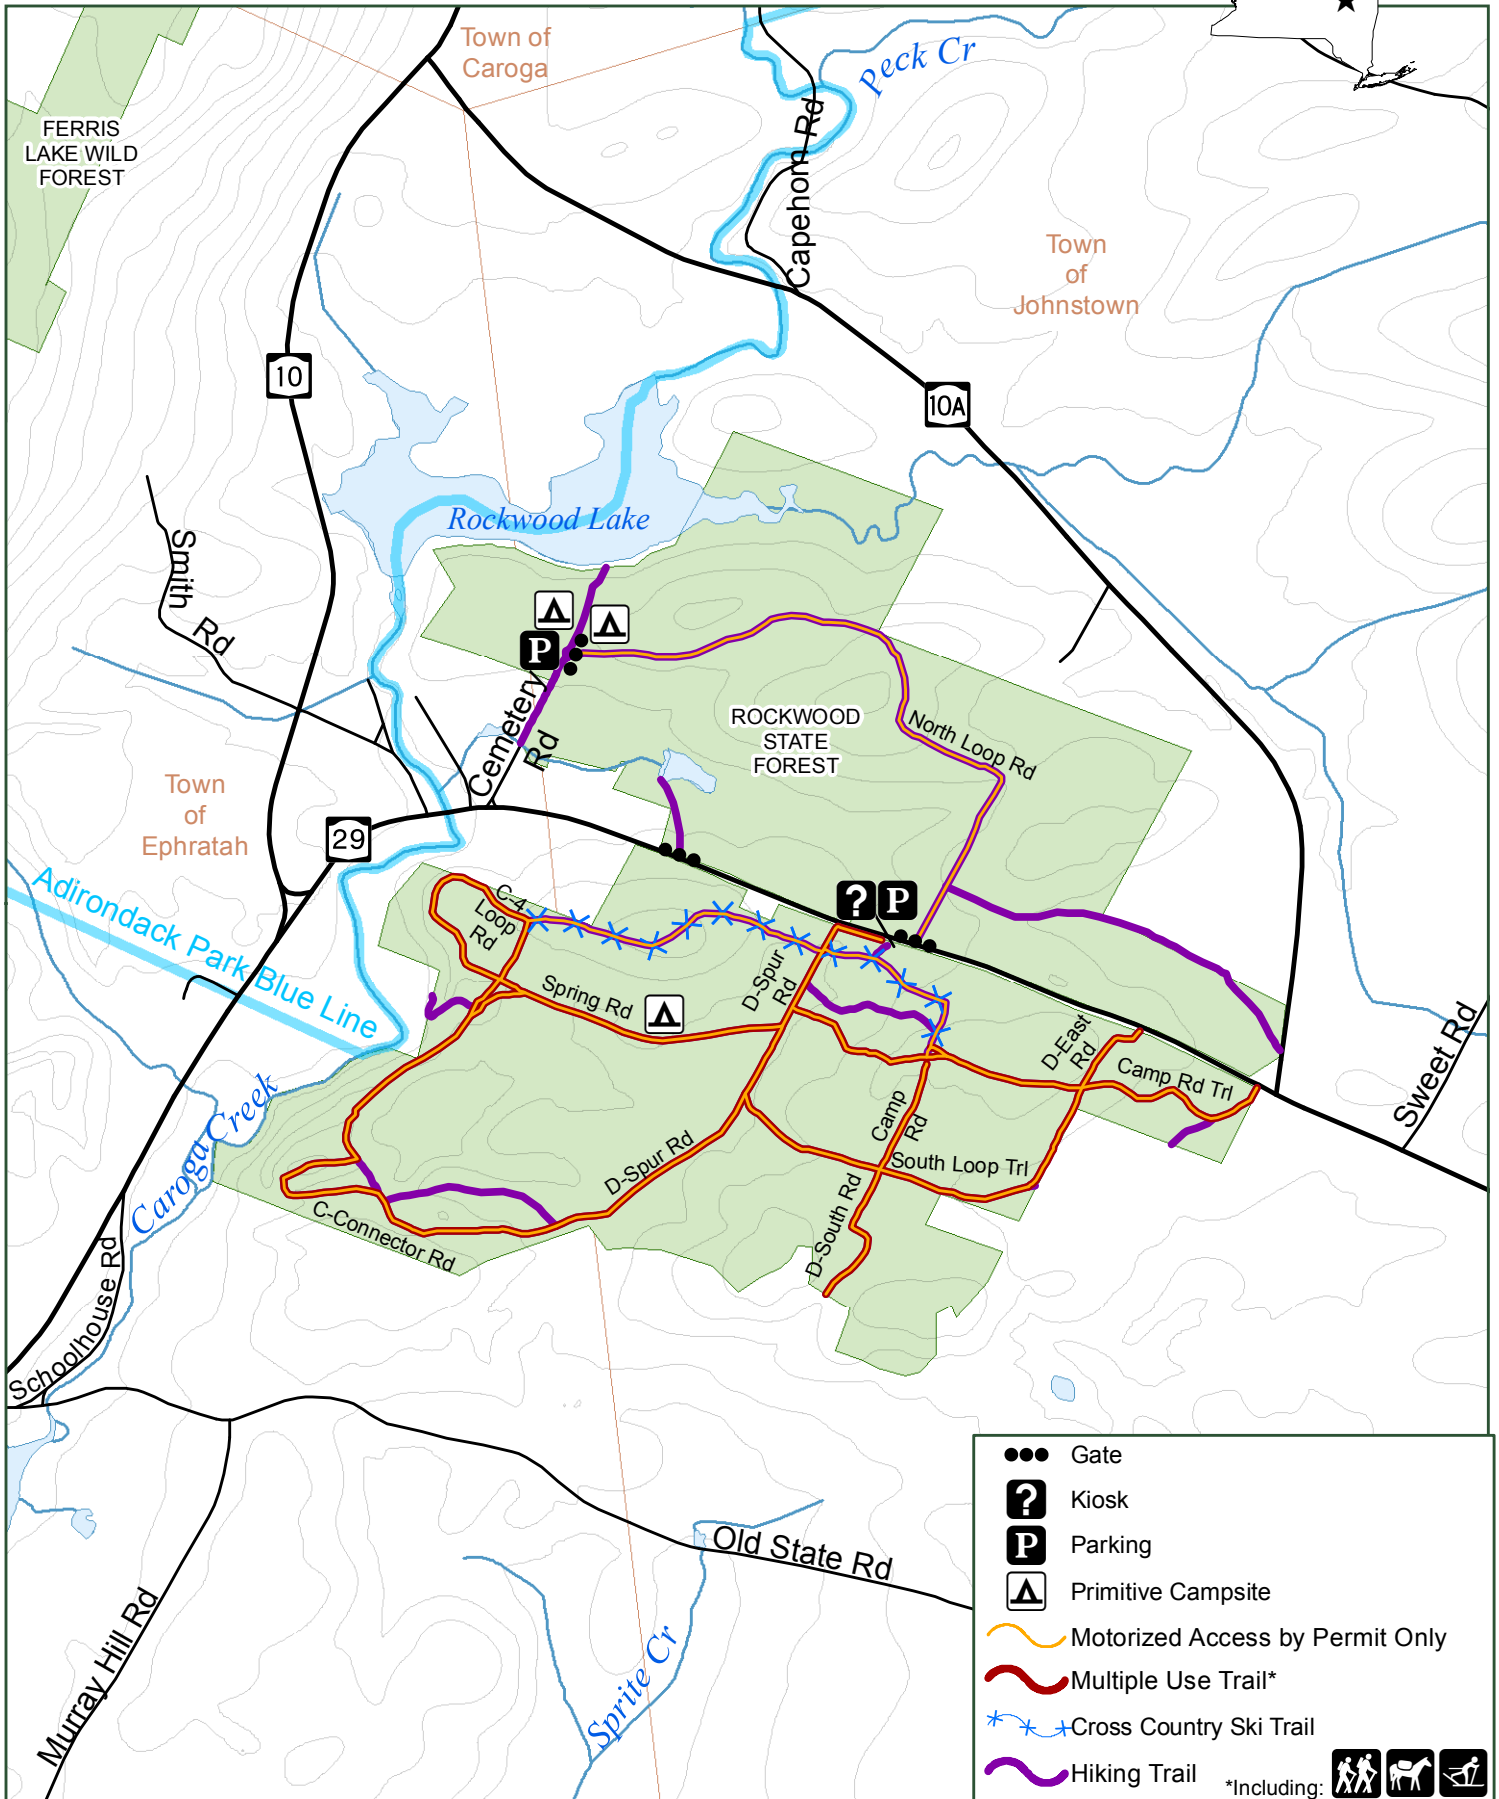 Town of
Caroga
Peck Cr
FERRIS
LAKE WILD
FOREST
Capehorn Rd
Town
of
Johnstown
10
10A
Rockwood Lake
Smith Rd
P
Cemetery
Rd
ROCKWOOD
STATE
FOREST
North Loop Rd
Town
of
Ephratah
29
Adirondack Park Blue Line
C-4
Loop
Rd
? P
Spring Rd
D-Spur
Rd
D-East
Rd
Camp Rd Trl
Sweet Rd
Caroga Creek
Camp
Rd
D-Spur Rd
South Loop Trl
D-South Rd
C-Connector Rd
Schoolhouse Rd
Old State Rd
Murray Hill Rd
Sprite Cr
Gate
? Kiosk
P Parking
Primitive Campsite
Motorized Access by Permit Only
Multiple Use Trail*
Cross Country Ski Trail
Hiking Trail
*Including: